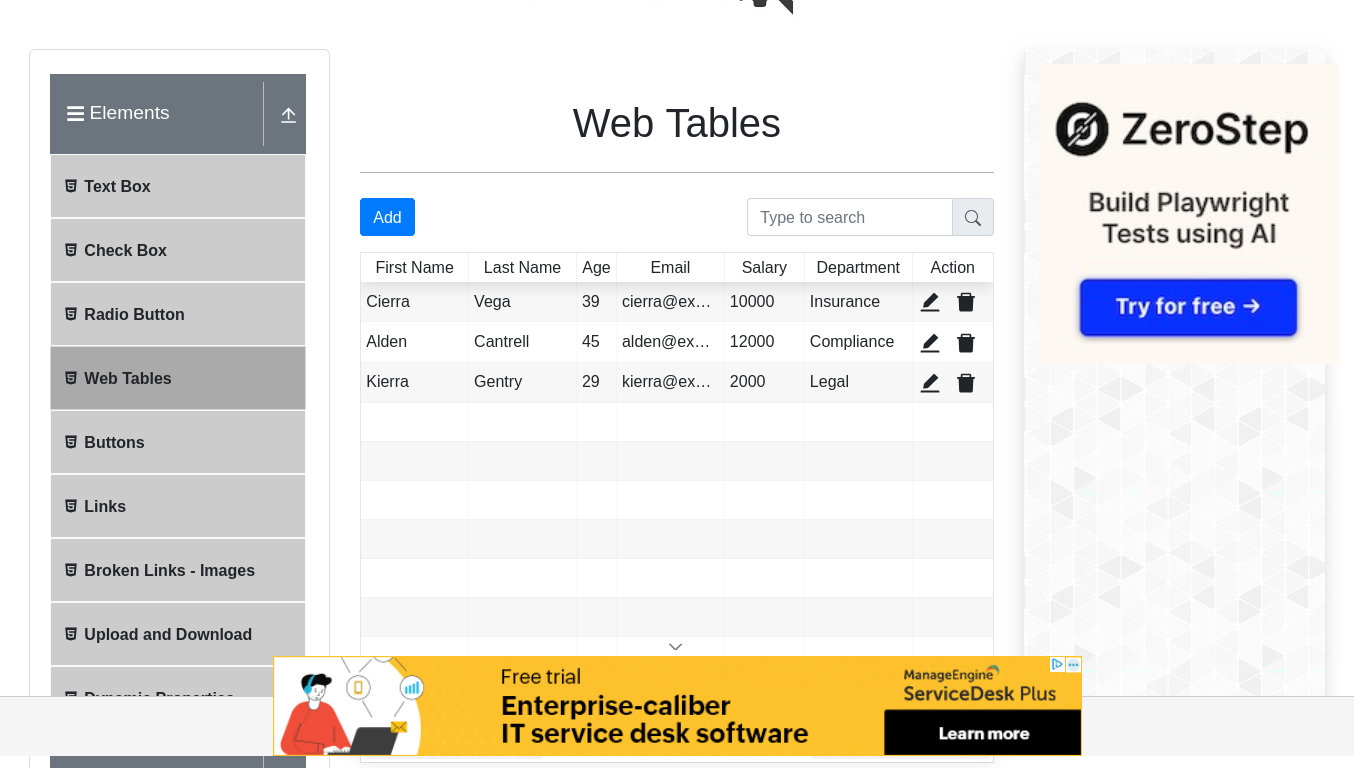 Elements
Text Box
Check Box
Radio Button
Web Tables
Buttons
Links
Broken Links - Images
Upload and Download
Dynamic Properties
Web Tables
Add
Type to search
First Name Last Name Age Email Salary Department Action
Cierra Vega 39 cierra@ex… 10000 Insurance
Alden Cantrell 45 alden@ex… 12000 Compliance
Kierra Gentry 29 kierra@ex… 2000 Legal
ZeroStep
Build Playwright
Tests using AI
Try for free →
Free trial
Enterprise-caliber
IT service desk software
ManageEngine
ServiceDesk Plus
Learn more